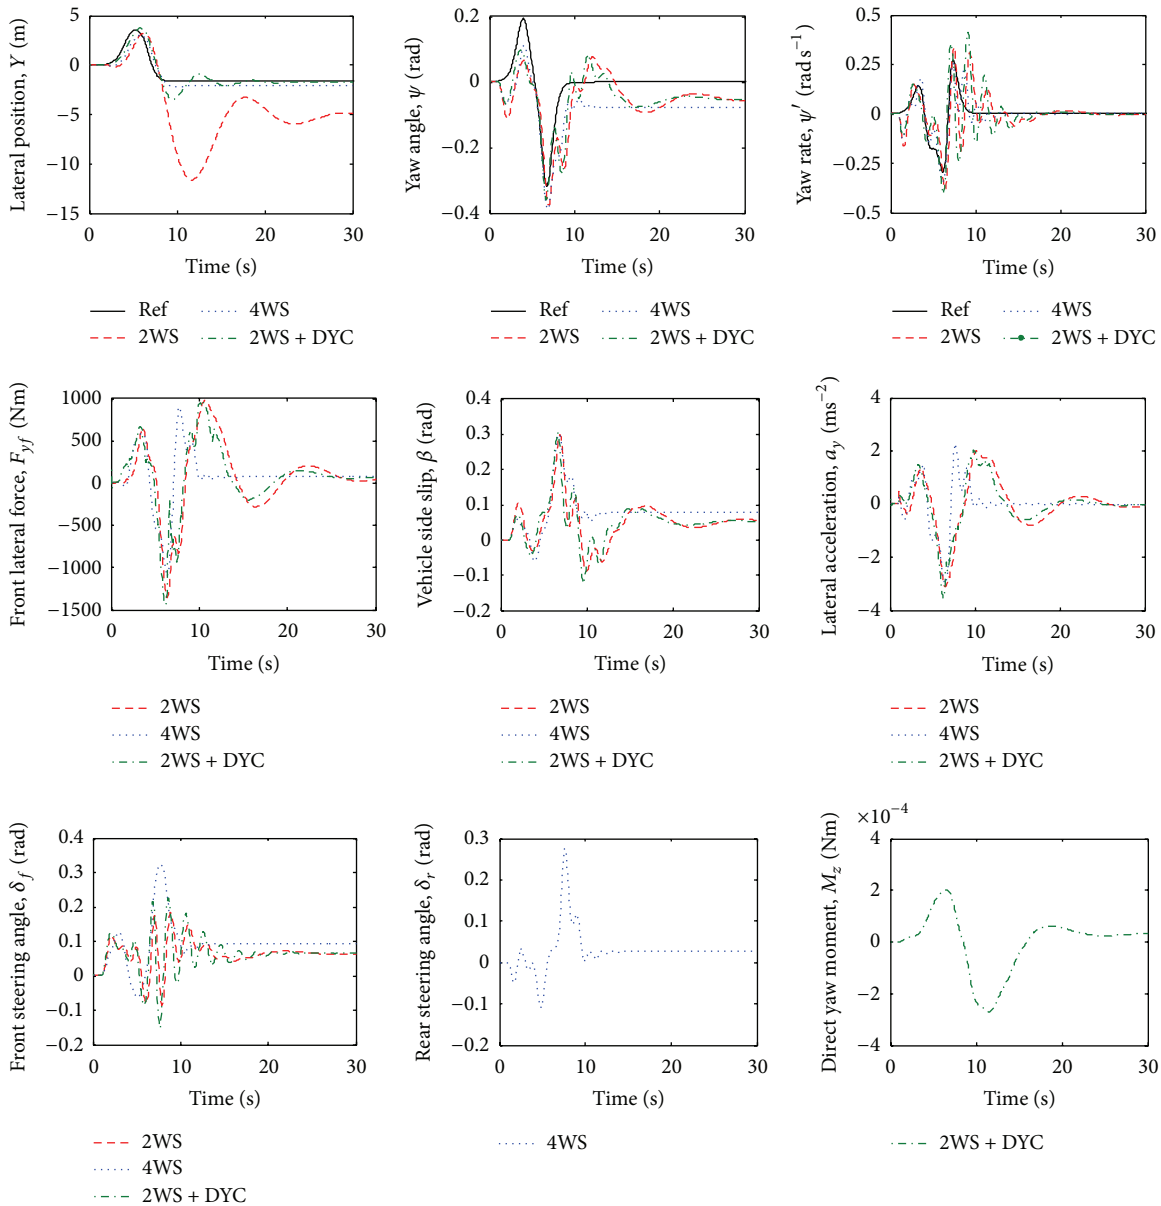 Lateral position, Y (m)
5
0
−5
−10
−15
0 10 20 30
Time (s)
Ref 4WS
2WS 2WS + DYC
Yaw angle, ψ (rad)
0.2
0
−0.2
−0.4
0 10 20 30
Time (s)
Ref 4WS
2WS 2WS + DYC
Yaw rate, ψ′ (rad s⁻¹)
0.5
0.25
0
−0.25
−0.5
0 10 20 30
Time (s)
Ref 4WS
2WS 2WS + DYC
Front lateral force, F_yf (Nm)
1000
500
0
−500
−1000
−1500
0 10 20 30
Time (s)
2WS
4WS
2WS + DYC
Vehicle side slip, β (rad)
0.4
0.3
0.2
0.1
0
−0.1
−0.2
0 10 20 30
Time (s)
2WS
4WS
2WS + DYC
Lateral acceleration, a_y (ms⁻²)
4
2
0
−2
−4
0 10 20 30
Time (s)
2WS
4WS
2WS + DYC
Front steering angle, δ_f (rad)
0.4
0.3
0.2
0.1
0
−0.1
−0.2
0 10 20 30
Time (s)
2WS
4WS
2WS + DYC
Rear steering angle, δ_r (rad)
0.3
0.2
0.1
0
−0.1
−0.2
0 10 20 30
Time (s)
4WS
Direct yaw moment, M_z (Nm)
×10⁻⁴
4
2
0
−2
−4
0 5 10 15 20 25 30
Time (s)
2WS + DYC